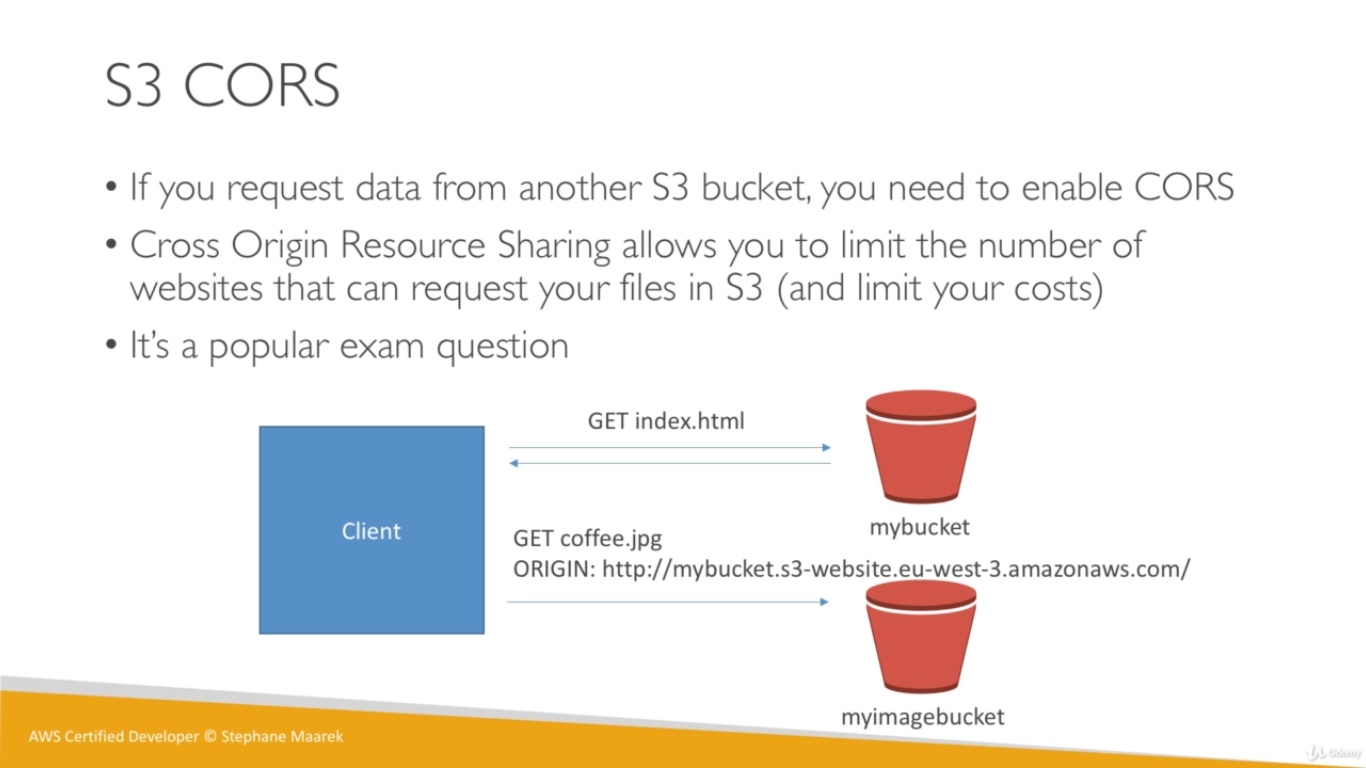 S3 CORS
• If you request data from another S3 bucket, you need to enable CORS
• Cross Origin Resource Sharing allows you to limit the number of
websites that can request your files in S3 (and limit your costs)
• It's a popular exam question
GET index.html
mybucket
Client
GET coffee.jpg
ORIGIN: http://mybucket.s3-website.eu-west-3.amazonaws.com/
myimagebucket
AWS Certified Developer © Stephane Maarek
Udemy